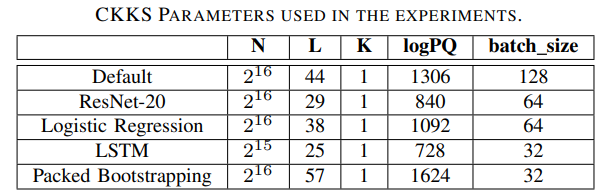 CKKS PARAMETERS USED IN THE EXPERIMENTS.
N L K logPQ batch_size
Default 2^16 44 1 1306 128
ResNet-20 2^16 29 1 840 64
Logistic Regression 2^16 38 1 1092 64
LSTM 2^15 25 1 728 32
Packed Bootstrapping 2^16 57 1 1624 32